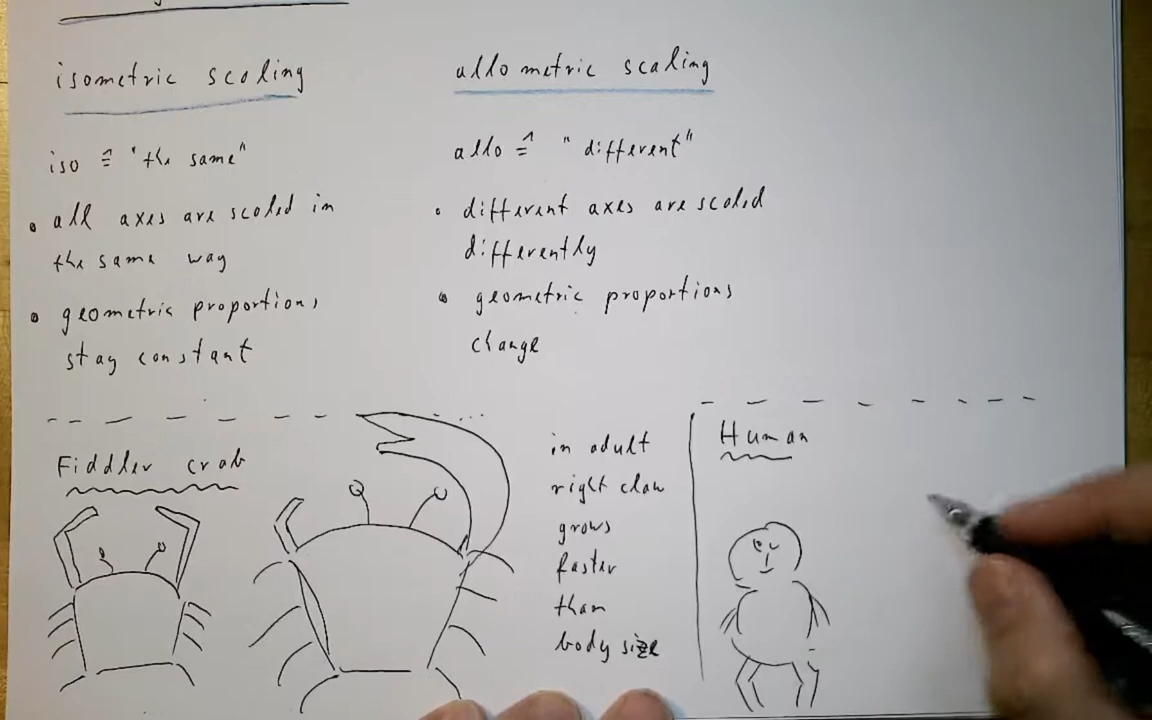 isometric scaling
iso ≙ "the same"
• all axes are scaled in
the same way
• geometric proportions
stay constant
allometric scaling
allo ≙ "different"
• different axes are scaled
differently
• geometric proportions
change
Fiddler crab
in adult
right claw
grows
faster
than
body size
Human